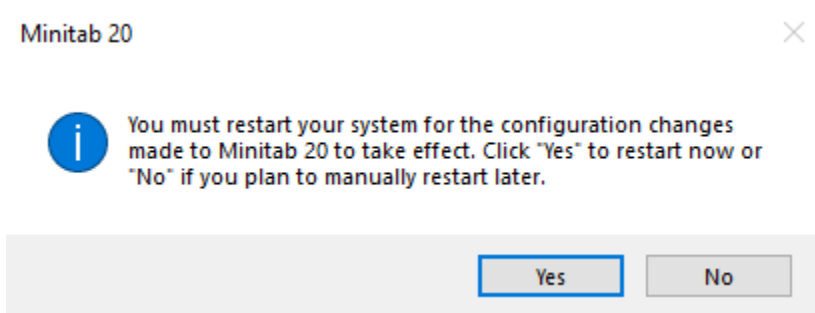 Minitab 20
You must restart your system for the configuration changes
made to Minitab 20 to take effect. Click "Yes" to restart now or
"No" if you plan to manually restart later.
Yes
No